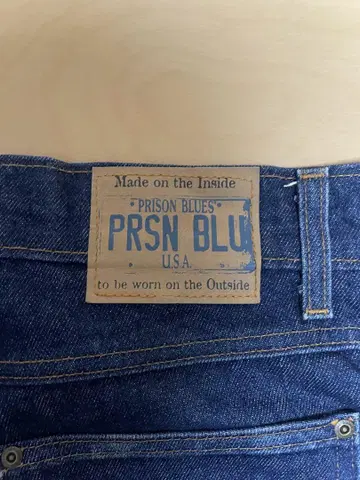 Made on the Inside
PRISON BLUES
PRSN BLU
U.S.A.
to be worn on the Outside